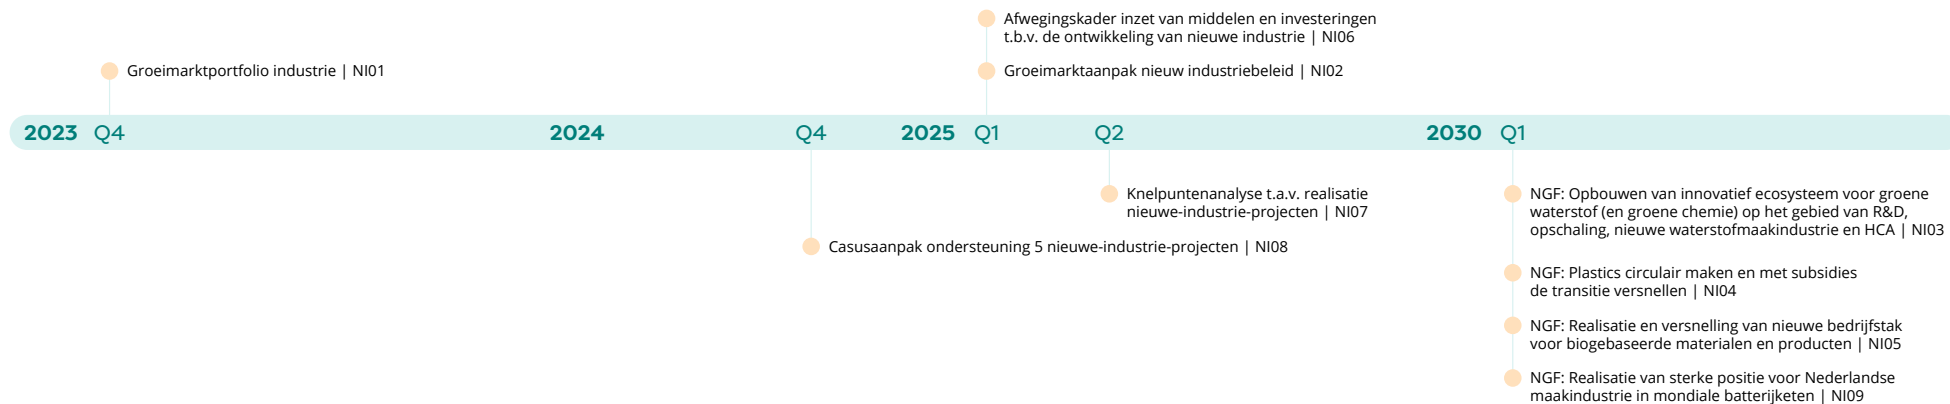 Afwegingskader inzet van middelen en investeringen
t.b.v. de ontwikkeling van nieuwe industrie | NI06
Groeimarktportfolio industrie | NI01
Groeimarktaanpak nieuw industriebeleid | NI02
2023 Q4 2024 Q4 2025 Q1 Q2 2030 Q1
Knelpuntenanalyse t.a.v. realisatie
nieuwe-industrie-projecten | NI07
Casusaanpak ondersteuning 5 nieuwe-industrie-projecten | NI08
NGF: Opbouwen van innovatief ecosysteem voor groene
waterstof (en groene chemie) op het gebied van R&D,
opschaling, nieuwe waterstofmaakindustrie en HCA | NI03
NGF: Plastics circulair maken en met subsidies
de transitie versnellen | NI04
NGF: Realisatie en versnelling van nieuwe bedrijfstak
voor biogebaseerde materialen en producten | NI05
NGF: Realisatie van sterke positie voor Nederlandse
maakindustrie in mondiale batterijketen | NI09